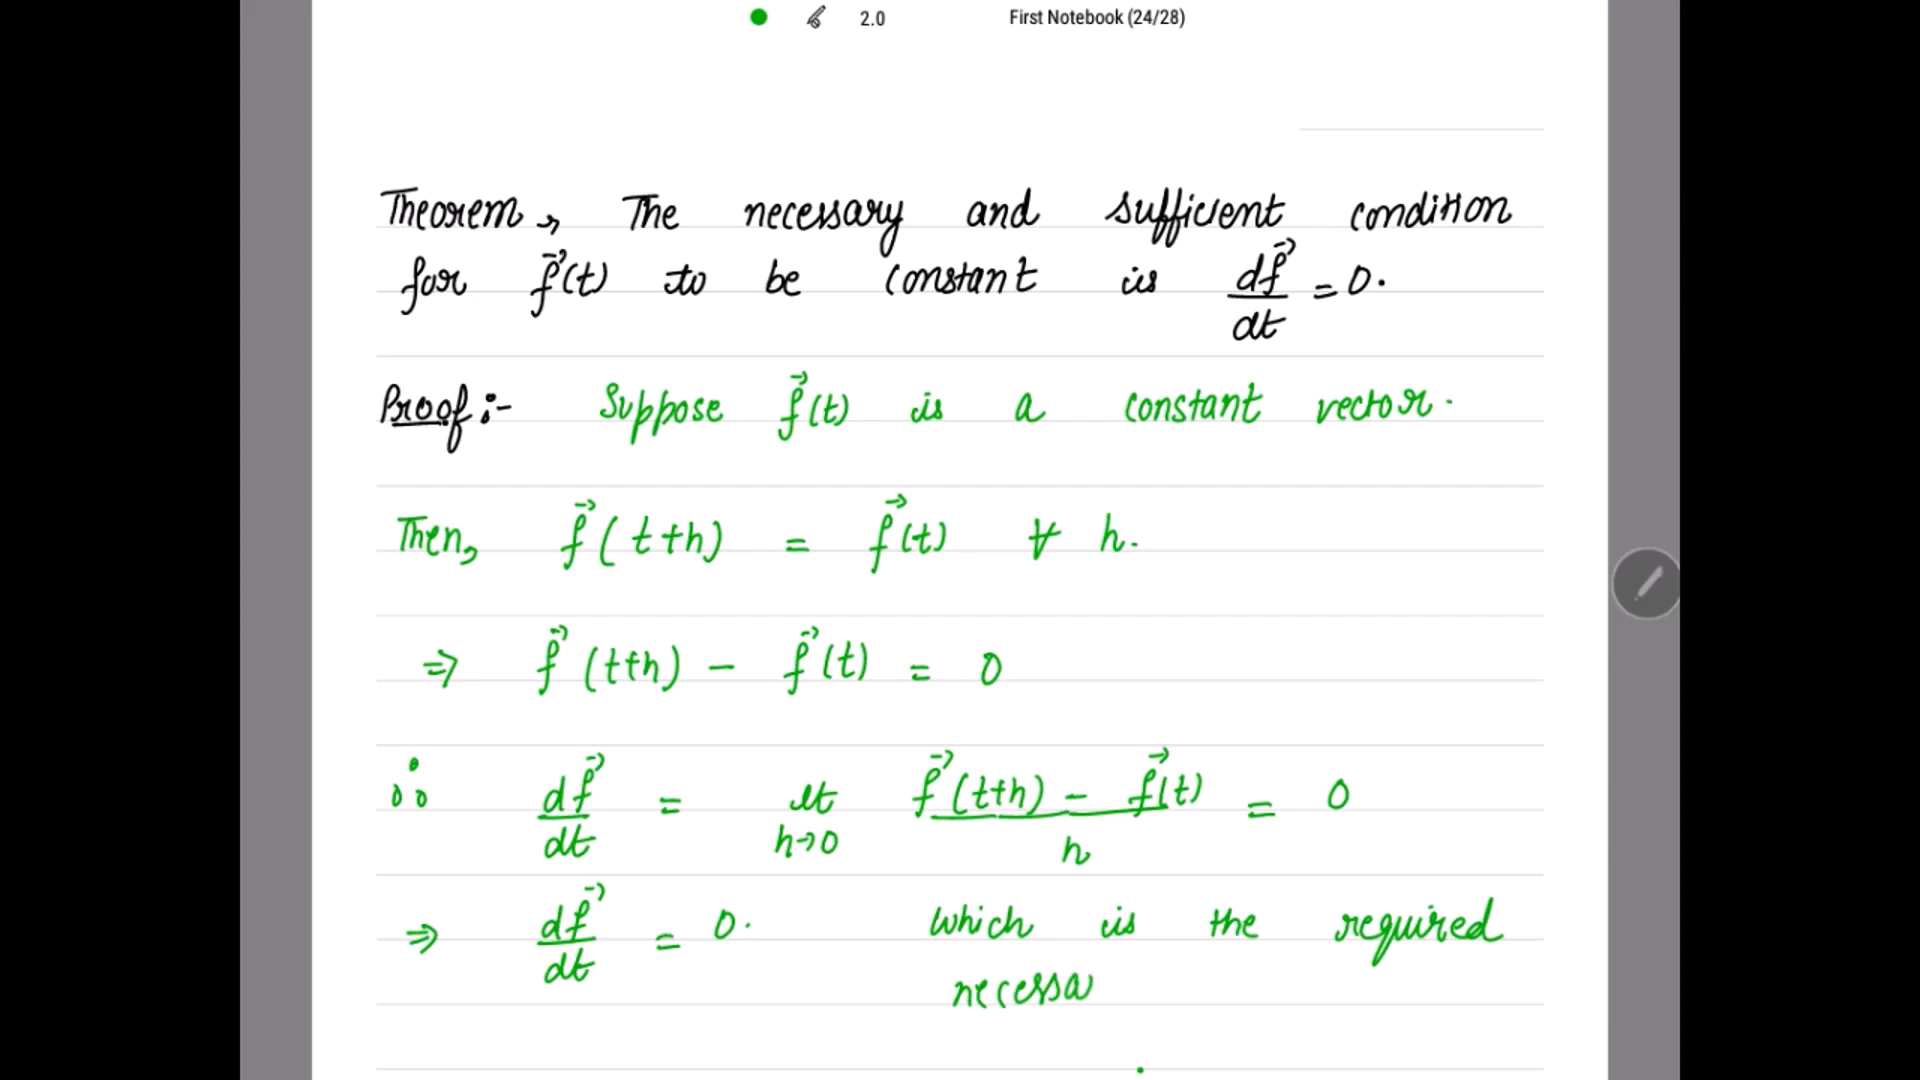 2.0 First Notebook (24/28)
Theorem → The necessary and sufficient condition
for f⃗(t) to be constant is df⃗/dt = 0.
Proof :- Suppose f⃗(t) is a constant vector.
Then, f⃗(t+h) = f⃗(t) ∀ h.
⇒ f⃗(t+h) - f⃗(t) = 0
∴ df⃗/dt = lt h→0 f⃗(t+h) - f⃗(t) / h = 0
⇒ df⃗/dt = 0. which is the required
necessa